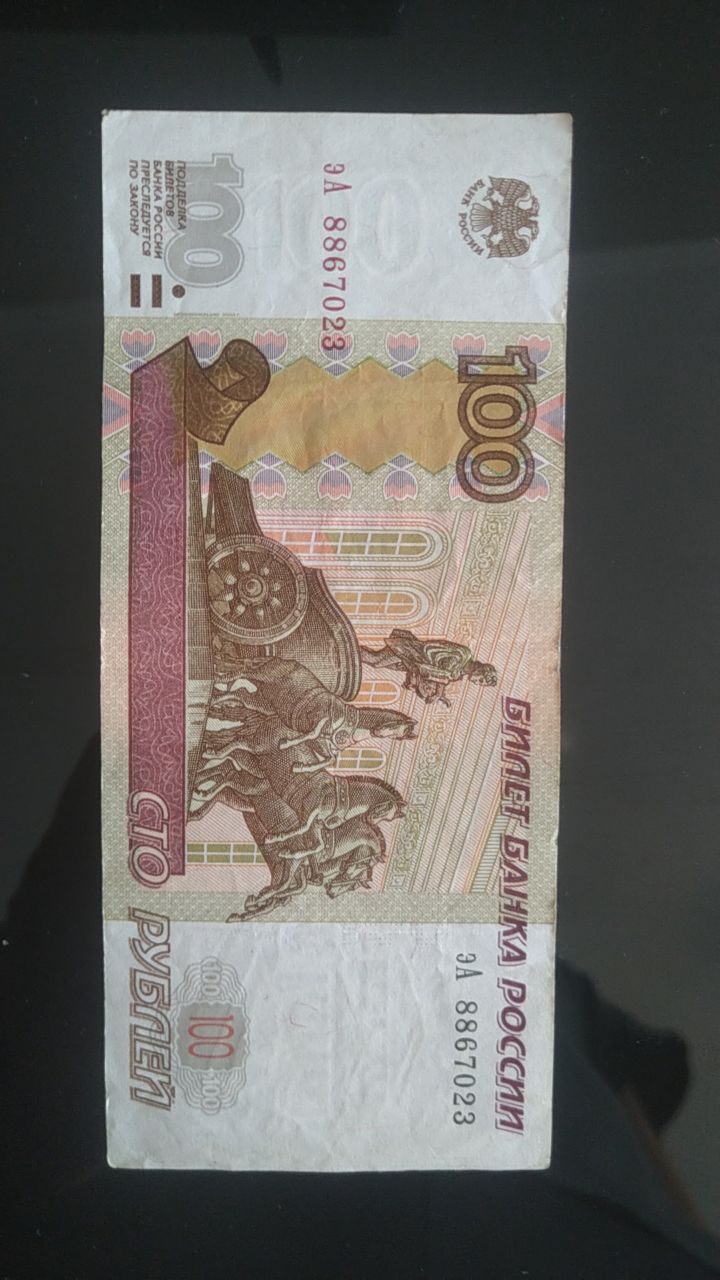 100
БИЛЕТ БАНКА РОССИИ
БАНК РОССИИ
эА 8867023
эА 8867023
100
ПОДДЕЛКА
БИЛЕТОВ
БАНКА РОССИИ
ПРЕСЛЕДУЕТСЯ
ПО ЗАКОНУ
100 100 100
СТО РУБЛЕЙ